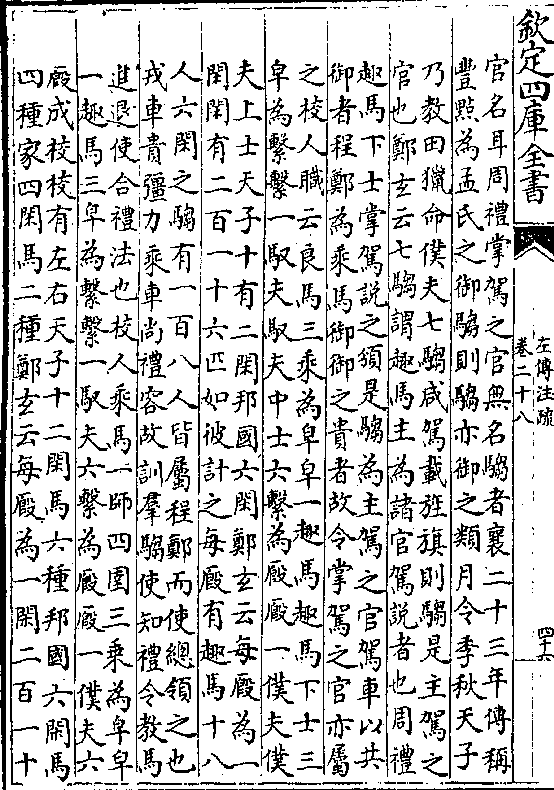 欽定四庫全書
左傳注疏
卷二十八
四十六
官名耳周禮掌駕之官無名騶者襄二十三年傳稱
豐㸃為孟氏之御騶則騶亦御之類月令季秋天子
乃教田獵命僕夫七騶咸駕載旌旗則騶是主駕之
官也鄭玄云七騶謂趣馬主為諸官駕說者也周禮
趣馬下士掌駕說之頒是騶為主駕之官駕車以共
御者程鄭為乘馬御御之貴者故令掌駕之官亦屬
之校人職云良馬三乘為皁皁一趣馬趣馬下士三
皁為繫繫一馭夫馭夫中士六繫為廐廐一僕夫僕
夫上士天子十有二閑邦國六閑鄭玄云每廐為一
閑閑有二百一十六匹如彼計之每廐有趣馬十八
人六閑之騶有一百八人皆屬程鄭而使總領之也
戎車貴彊力乘車尚禮容故訓羣騶使知禮令教馬
進退使合禮法也校人乘馬一師四圉三乘為皁皁
一趣馬三皁為繫繫一馭夫六繫為廐廐一僕夫六
廐成校校有左右天子十二閑馬六種邦國六閑馬
四種家四閑馬二種鄭玄云每廐為一閑二百一十